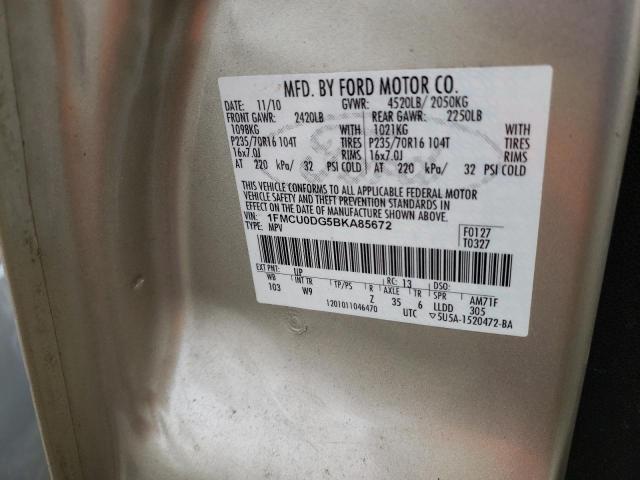 MFD. BY FORD MOTOR CO.
DATE: 11/10 GVWR: 4520LB/ 2050KG
FRONT GAWR: 2420LB REAR GAWR: 2250LB
1098KG WITH 1021KG WITH
P235/70R16 104T TIRES P235/70R16 104T TIRES
16x7.0J RIMS 16x7.0J RIMS
AT 220 kPa/ 32 PSI COLD AT 220 kPa/ 32 PSI COLD
THIS VEHICLE CONFORMS TO ALL APPLICABLE FEDERAL MOTOR
VEHICLE SAFETY AND THEFT PREVENTION STANDARDS IN
EFFECT ON THE DATE OF MANUFACTURE SHOWN ABOVE.
VIN: 1FMCU0DG5BKA85672
TYPE: MPV
F0127
T0327
EXT PNT: UP RC: 13 DSO:
WB INT TR TP/PS R AXLE TR SPR AM71F
103 W9 Z 35 6 LLDD 305
1201011046470 UTC ▽5U5A-1520472-BA